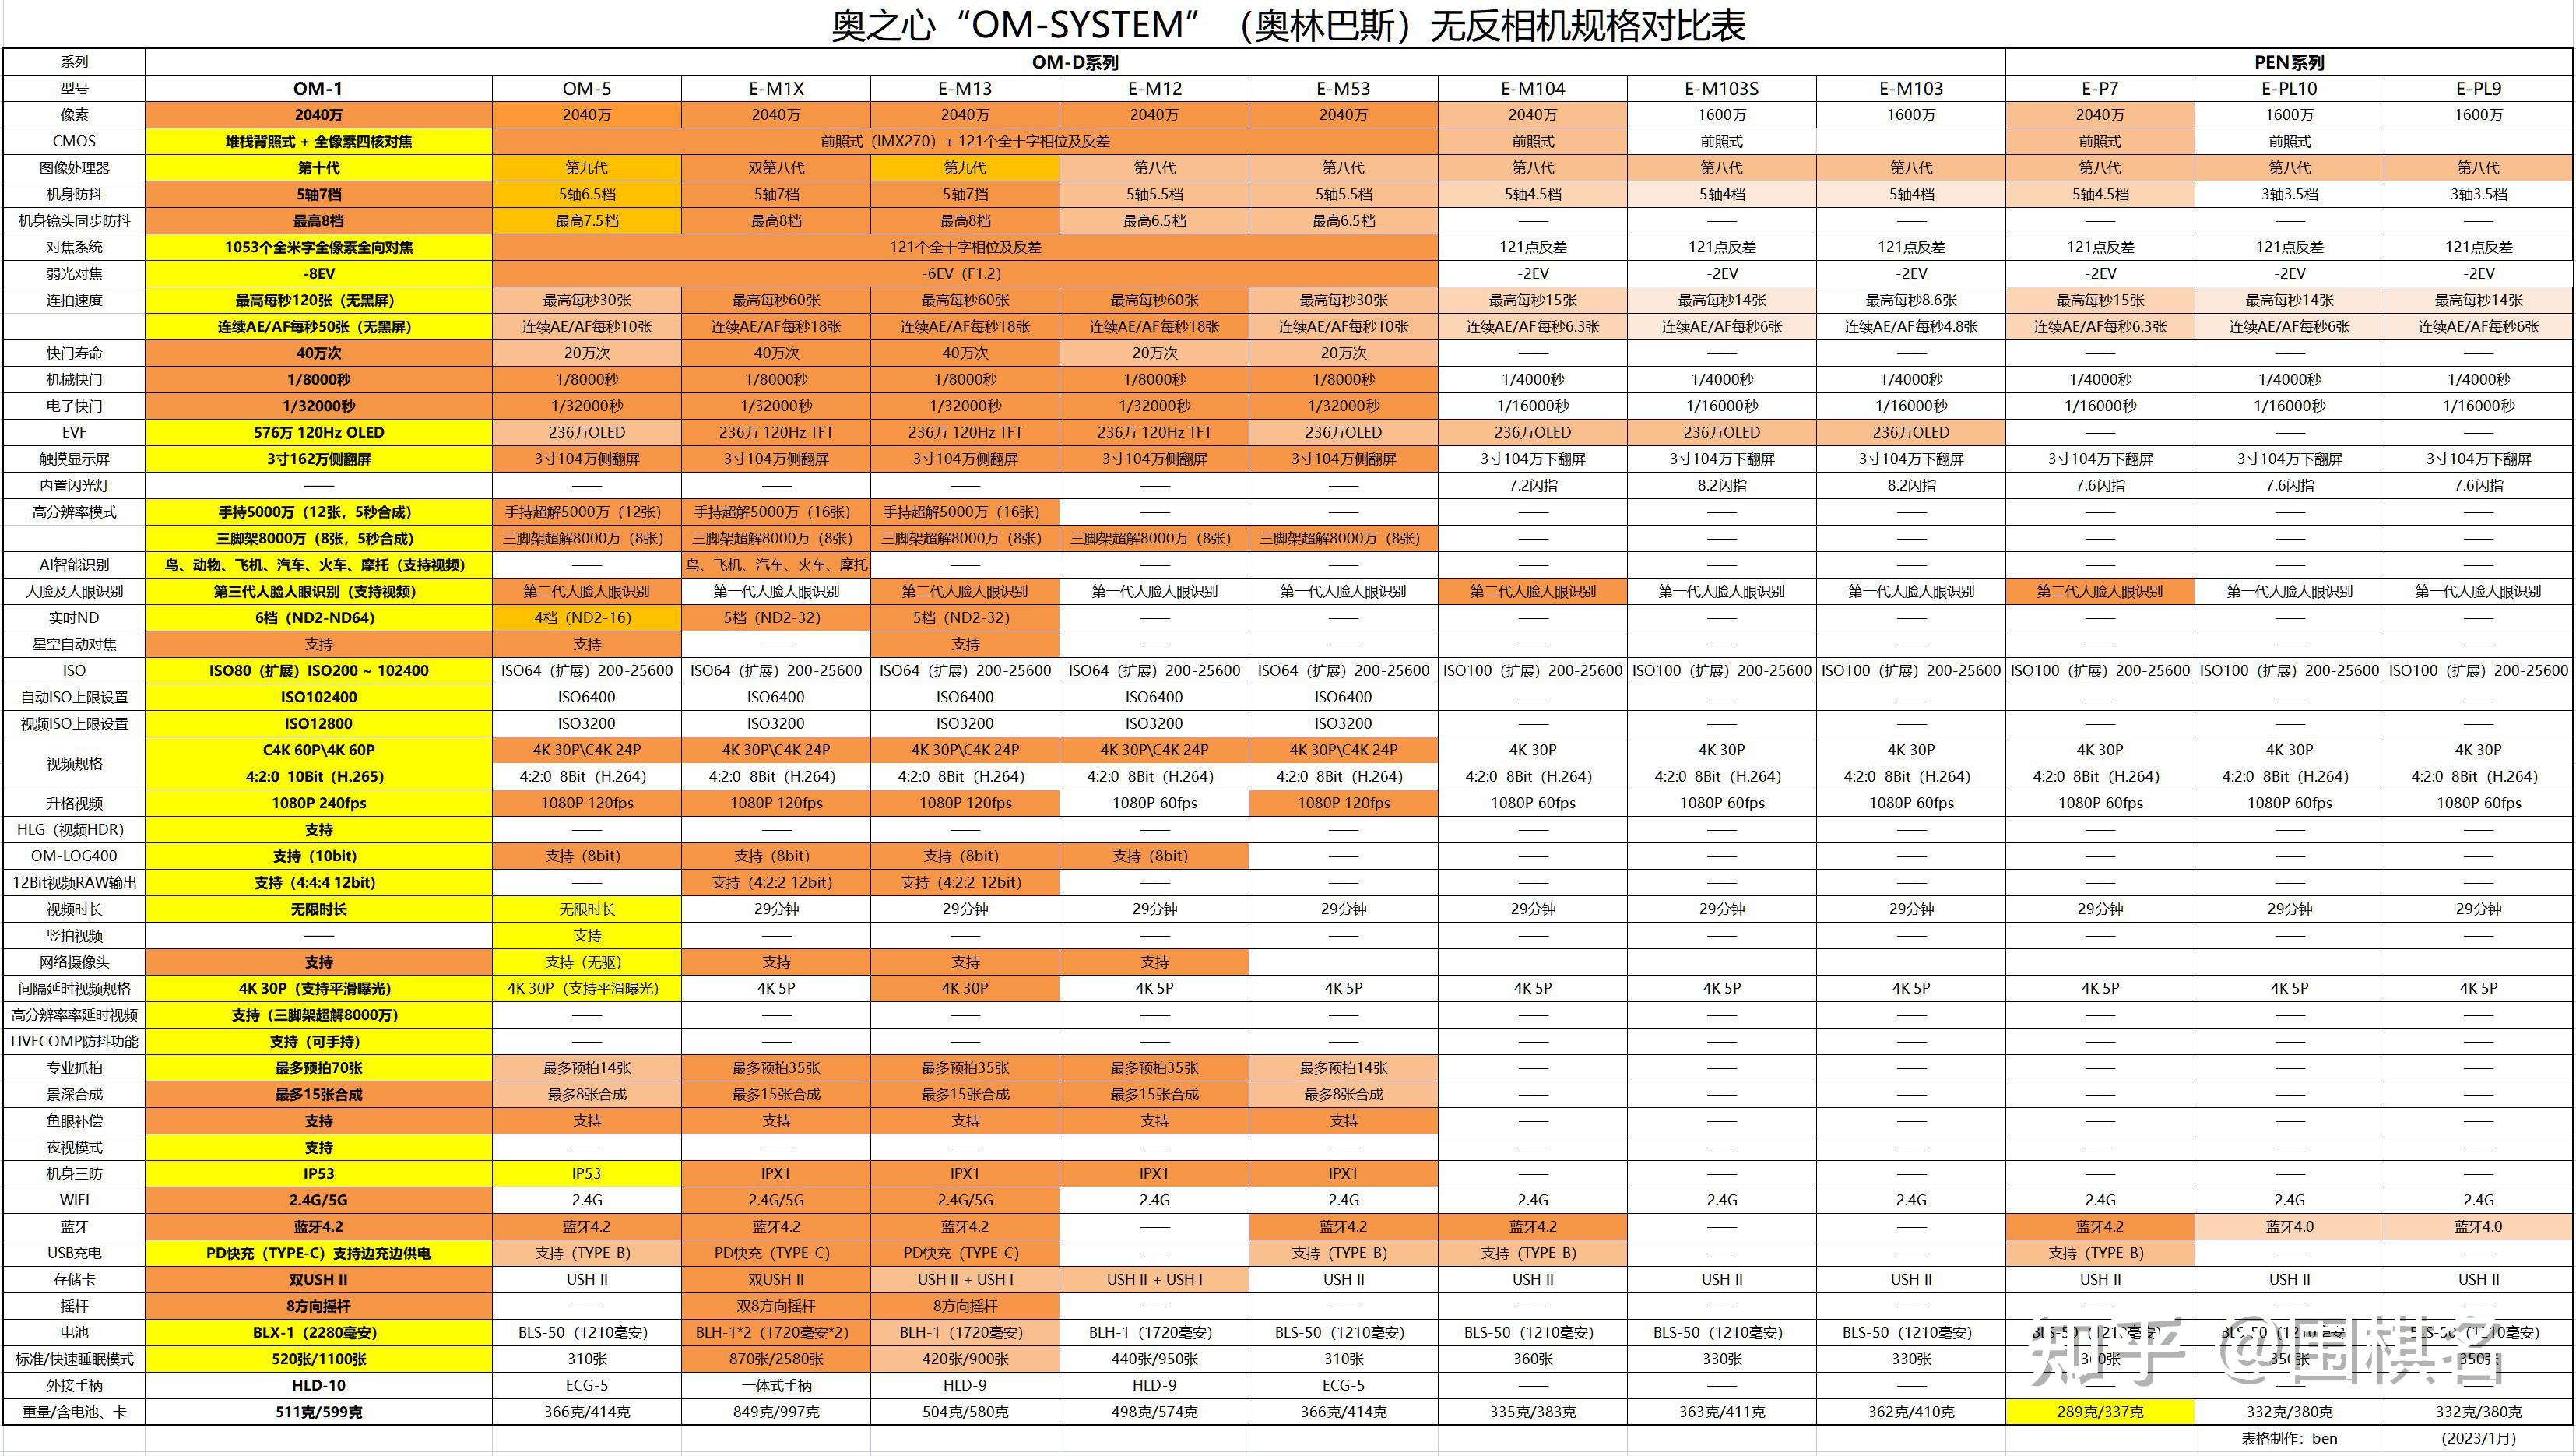 奥之心“OM-SYSTEM”（奥林巴斯）无反相机规格对比表
系列 OM-D系列 PEN系列
型号 OM-1 OM-5 E-M1X E-M13 E-M12 E-M53 E-M104 E-M103S E-M103 E-P7 E-PL10 E-PL9
像素 2040万 2040万 2040万 2040万 2040万 2040万 2040万 1600万 1600万 2040万 1600万 1600万
CMOS 堆栈背照式 + 全像素四核对焦 前照式（IMX270）+ 121个全十字相位及反差 前照式 前照式 前照式 前照式
图像处理器 第十代 第九代 双第八代 第九代 第八代 第八代 第八代 第八代 第八代 第八代 第八代 第八代
机身防抖 5轴7档 5轴6.5档 5轴7档 5轴7挡 5轴5.5档 5轴5.5档 5轴4.5档 5轴4档 5轴4档 5轴4.5档 3轴3.5档 3轴3.5档
机身镜头同步防抖 最高8档 最高7.5档 最高8档 最高8档 最高6.5档 最高6.5档 —— —— —— —— —— ——
对焦系统 1053个全米字全像素全向对焦 121个全十字相位及反差 121点反差 121点反差 121点反差 121点反差 121点反差 121点反差
弱光对焦 -8EV -6EV（F1.2） -2EV -2EV -2EV -2EV -2EV -2EV
连拍速度 最高每秒120张（无黑屏） 最高每秒30张 最高每秒60张 最高每秒60张 最高每秒60张 最高每秒30张 最高每秒15张 最高每秒14张 最高每秒8.6张 最高每秒15张 最高每秒14张 最高每秒14张
连续AE/AF每秒50张（无黑屏） 连续AE/AF每秒10张 连续AE/AF每秒18张 连续AE/AF每秒18张 连续AE/AF每秒18张 连续AE/AF每秒10张 连续AE/AF每秒6.3张 连续AE/AF每秒6张 连续AE/AF每秒4.8张 连续AE/AF每秒6.3张 连续AE/AF每秒6张 连续AE/AF每秒6张
快门寿命 40万次 20万次 40万次 40万次 20万次 20万次 —— —— —— —— —— ——
机械快门 1/8000秒 1/8000秒 1/8000秒 1/8000秒 1/8000秒 1/8000秒 1/4000秒 1/4000秒 1/4000秒 1/4000秒 1/4000秒 1/4000秒
电子快门 1/32000秒 1/32000秒 1/32000秒 1/32000秒 1/32000秒 1/32000秒 1/16000秒 1/16000秒 1/16000秒 1/16000秒 1/16000秒 1/16000秒
EVF 576万 120Hz OLED 236万OLED 236万 120Hz TFT 236万 120Hz TFT 236万 120Hz TFT 236万OLED 236万OLED 236万OLED 236万OLED —— —— ——
触摸显示屏 3寸162万侧翻屏 3寸104万侧翻屏 3寸104万侧翻屏 3寸104万侧翻屏 3寸104万侧翻屏 3寸104万侧翻屏 3寸104万下翻屏 3寸104万下翻屏 3寸104万下翻屏 3寸104万下翻屏 3寸104万下翻屏 3寸104万下翻屏
内置闪光灯 —— —— —— —— —— —— 7.2闪指 8.2闪指 8.2闪指 7.6闪指 7.6闪指 7.6闪指
高分辨率模式 手持5000万（12张，5秒合成） 手持超解5000万（12张） 手持超解5000万（16张） 手持超解5000万（16张） —— —— —— —— —— —— —— ——
三脚架8000万（8张，5秒合成） 三脚架超解8000万（8张） 三脚架超解8000万（8张） 三脚架超解8000万（8张） 三脚架超解8000万（8张） 三脚架超解8000万（8张） —— —— —— —— —— ——
AI智能识别 鸟、动物、飞机、汽车、火车、摩托（支持视频） —— 鸟、飞机、汽车、火车、摩托 —— —— —— —— —— —— —— —— ——
人脸及人眼识别 第三代人脸人眼识别（支持视频） 第二代人脸人眼识别 第一代人脸人眼识别 第二代人脸人眼识别 第一代人脸人眼识别 第一代人脸人眼识别 第二代人脸人眼识别 第一代人脸人眼识别 第一代人脸人眼识别 第二代人脸人眼识别 第一代人脸人眼识别 第一代人脸人眼识别
实时ND 6档（ND2-ND64） 4档（ND2-16） 5档（ND2-32） 5档（ND2-32） —— —— —— —— —— —— —— ——
星空自动对焦 支持 支持 —— 支持 —— —— —— —— —— —— —— ——
ISO ISO80（扩展）ISO200 ~ 102400 ISO64（扩展）200-25600 ISO64（扩展）200-25600 ISO64（扩展）200-25600 ISO64（扩展）200-25600 ISO64（扩展）200-25600 ISO100（扩展）200-25600 ISO100（扩展）200-25600 ISO100（扩展）200-25600 ISO100（扩展）200-25600 ISO100（扩展）200-25600 ISO100（扩展）200-25600
自动ISO上限设置 ISO102400 ISO6400 ISO6400 ISO6400 ISO6400 ISO6400 —— —— —— —— —— ——
视频ISO上限设置 ISO12800 ISO3200 ISO3200 ISO3200 ISO3200 ISO3200 —— —— —— —— —— ——
视频规格 C4K 60P\4K 60P 4K 30P\C4K 24P 4K 30P\C4K 24P 4K 30P\C4K 24P 4K 30P\C4K 24P 4K 30P\C4K 24P 4K 30P 4K 30P 4K 30P 4K 30P 4K 30P 4K 30P
4:2:0 10Bit（H.265） 4:2:0 8Bit（H.264） 4:2:0 8Bit（H.264） 4:2:0 8Bit（H.264） 4:2:0 8Bit（H.264） 4:2:0 8Bit（H.264） 4:2:0 8Bit（H.264） 4:2:0 8Bit（H.264） 4:2:0 8Bit（H.264） 4:2:0 8Bit（H.264） 4:2:0 8Bit（H.264） 4:2:0 8Bit（H.264）
升格视频 1080P 240fps 1080P 120fps 1080P 120fps 1080P 120fps 1080P 60fps 1080P 120fps 1080P 60fps 1080P 60fps 1080P 60fps 1080P 60fps 1080P 60fps 1080P 60fps
HLG（视频HDR） 支持 —— —— —— —— —— —— —— —— —— —— ——
OM-LOG400 支持（10bit） 支持（8bit） 支持（8bit） 支持（8bit） 支持（8bit） —— —— —— —— —— —— ——
12Bit视频RAW输出 支持（4:4:4 12bit） —— 支持（4:2:2 12bit） 支持（4:2:2 12bit） —— —— —— —— —— —— —— ——
视频时长 无限时长 无限时长 29分钟 29分钟 29分钟 29分钟 29分钟 29分钟 29分钟 29分钟 29分钟 29分钟
竖拍视频 —— 支持 —— —— —— —— —— —— —— —— —— ——
网络摄像头 支持 支持（无驱） 支持 支持 支持
间隔延时视频规格 4K 30P（支持平滑曝光） 4K 30P（支持平滑曝光） 4K 5P 4K 30P 4K 5P 4K 5P 4K 5P 4K 5P 4K 5P 4K 5P 4K 5P 4K 5P
高分辨率率延时视频 支持（三脚架超解8000万） —— —— —— —— —— —— —— —— —— —— ——
LIVECOMP防抖功能 支持（可手持） —— —— —— —— —— —— —— —— —— —— ——
专业抓拍 最多预拍70张 最多预拍14张 最多预拍35张 最多预拍35张 最多预拍35张 最多预拍14张 —— —— —— —— —— ——
景深合成 最多15张合成 最多8张合成 最多15张合成 最多15张合成 最多15张合成 最多8张合成 —— —— —— —— —— ——
鱼眼补偿 支持 支持 支持 支持 支持 支持 —— —— —— —— —— ——
夜视模式 支持 —— —— —— —— —— —— —— —— —— —— ——
机身三防 IP53 IP53 IPX1 IPX1 IPX1 IPX1 —— —— —— —— —— ——
WIFI 2.4G/5G 2.4G 2.4G/5G 2.4G/5G 2.4G 2.4G 2.4G 2.4G 2.4G 2.4G 2.4G 2.4G
蓝牙 蓝牙4.2 蓝牙4.2 蓝牙4.2 蓝牙4.2 —— 蓝牙4.2 蓝牙4.2 —— —— 蓝牙4.2 蓝牙4.0 蓝牙4.0
USB充电 PD快充（TYPE-C）支持边充边供电 支持（TYPE-B） PD快充（TYPE-C） PD快充（TYPE-C） —— 支持（TYPE-B） 支持（TYPE-B） —— —— 支持（TYPE-B） —— ——
存储卡 双USH II USH II 双USH II USH II + USH I USH II + USH I USH II USH II USH II USH II USH II USH II USH II
摇杆 8方向摇杆 —— 双8方向摇杆 8方向摇杆 —— —— —— —— —— —— —— ——
电池 BLX-1（2280毫安） BLS-50（1210毫安） BLH-1*2（1720毫安*2） BLH-1（1720毫安） BLH-1（1720毫安） BLS-50（1210毫安） BLS-50（1210毫安） BLS-50（1210毫安） BLS-50（1210毫安） BLS-50（1210毫安） BLS-50（1210毫安） BLS-50（1210毫安）
标准/快速睡眠模式 520张/1100张 310张 870张/2580张 420张/900张 440张/950张 310张 360张 330张 330张 350张 350张
外接手柄 HLD-10 ECG-5 一体式手柄 HLD-9 HLD-9 ECG-5 —— —— —— —— —— ——
重量/含电池、卡 511克/599克 366克/414克 849克/997克 504克/580克 498克/574克 366克/414克 335克/383克 363克/411克 362克/410克 289克/337克 332克/380克 332克/380克
表格制作：ben （2023/1月）
知乎 @围棋名